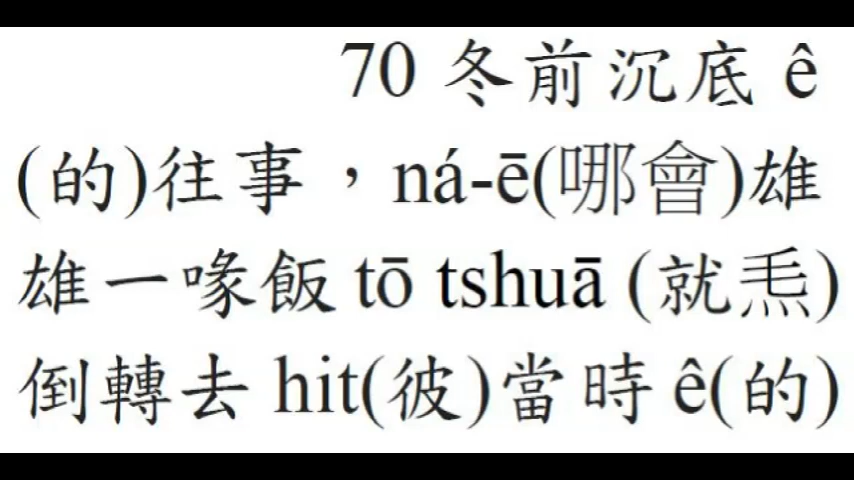 70 冬前沉底 ê
(的)往事，ná-ē(哪會)雄
雄一喙飯 tō tshuā (就𤆬)
倒轉去 hit(彼)當時 ê(的)